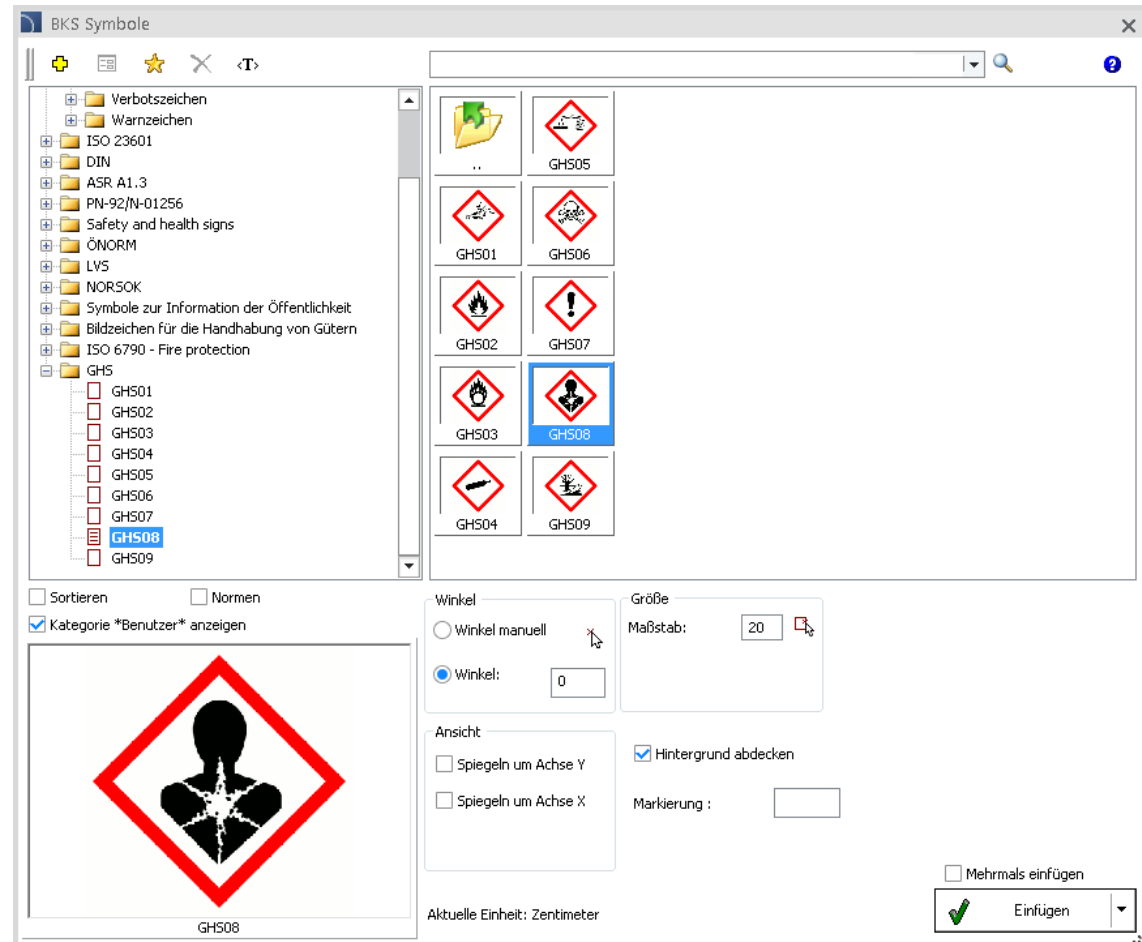 BKS Symbole
<T>
Verbotszeichen
Warnzeichen
ISO 23601
DIN
ASR A1.3
PN-92/N-01256
Safety and health signs
ÖNORM
LVS
NORSOK
Symbole zur Information der Öffentlichkeit
Bildzeichen für die Handhabung von Gütern
ISO 6790 - Fire protection
GHS
GHS01
GHS02
GHS03
GHS04
GHS05
GHS06
GHS07
GHS08
GHS09
..
GHS05
GHS01
GHS06
GHS02
GHS07
GHS03
GHS08
GHS04
GHS09
Sortieren
Normen
Kategorie *Benutzer* anzeigen
GHS08
Winkel
Winkel manuell
Winkel:
0
Größe
Maßstab:
20
Ansicht
Spiegeln um Achse Y
Spiegeln um Achse X
Hintergrund abdecken
Markierung :
Aktuelle Einheit: Zentimeter
Mehrmals einfügen
Einfügen